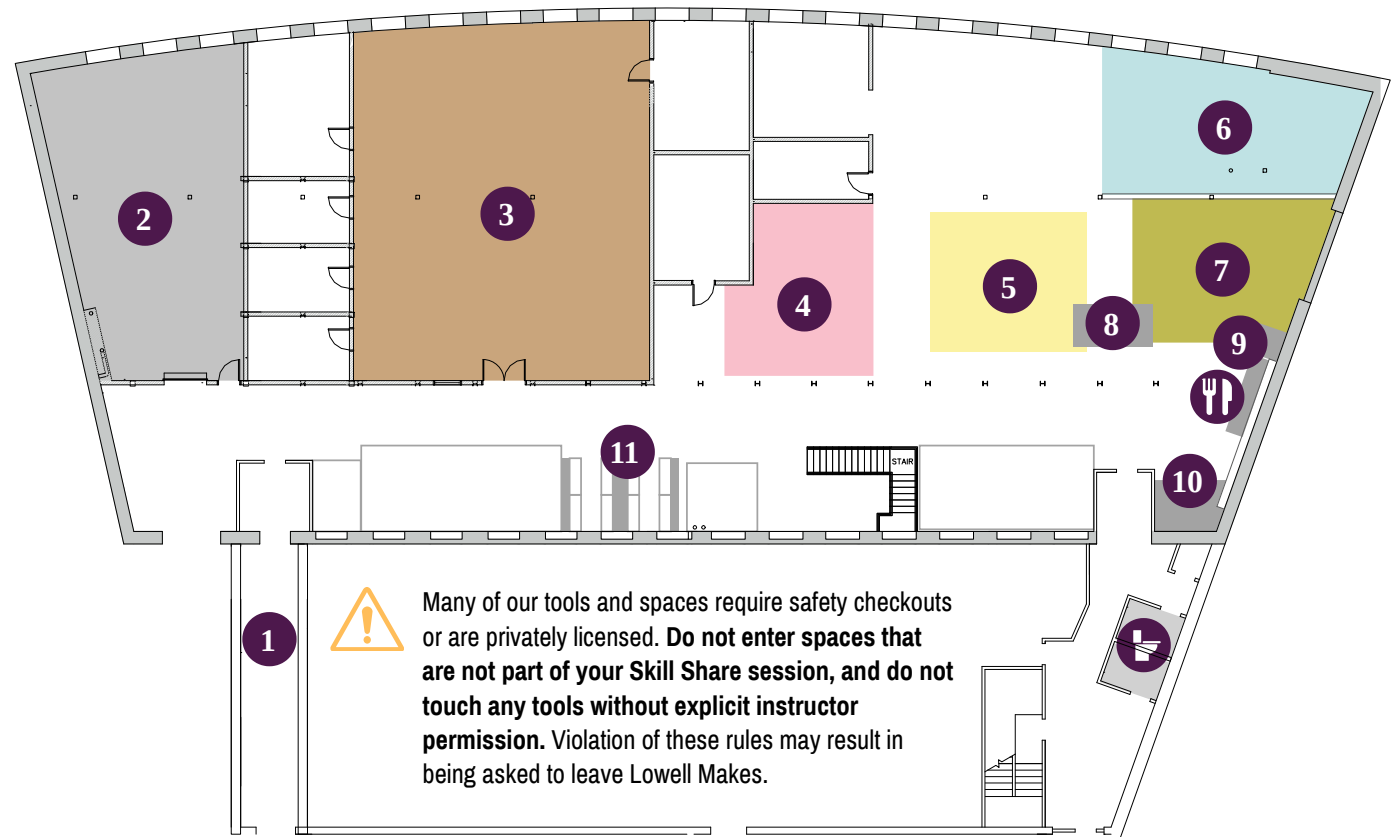 6
2
3
7
5
4
8
9
11
STAIR
10
Many of our tools and spaces require safety checkouts
or are privately licensed. Do not enter spaces that
are not part of your Skill Share session, and do not
touch any tools without explicit instructor
permission. Violation of these rules may result in
being asked to leave Lowell Makes.
1